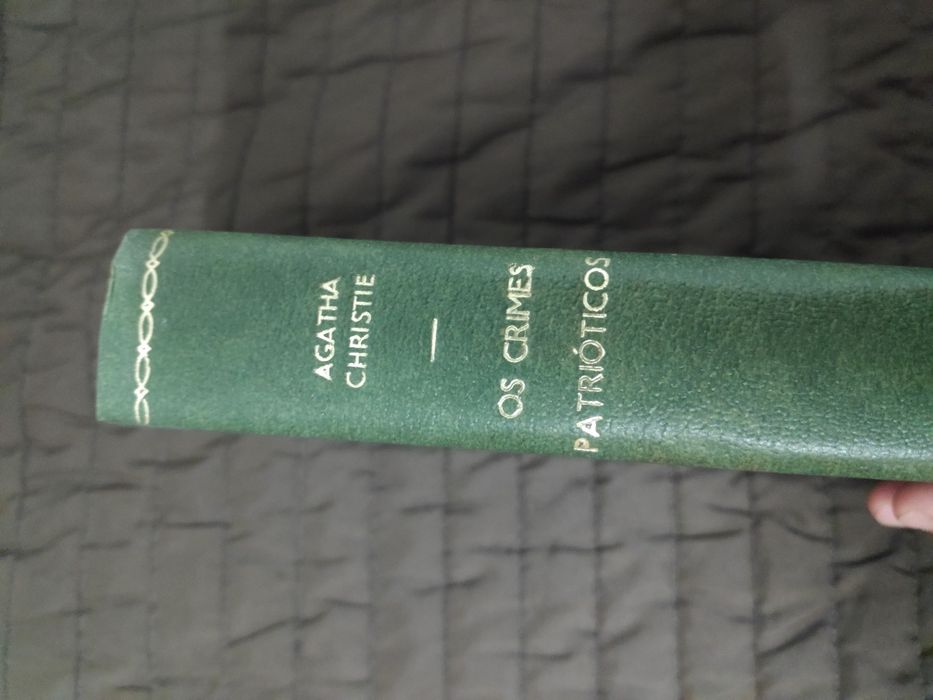 AGATHA
CHRISTIE
—
OS CRIMES
PATRIÓTICOS